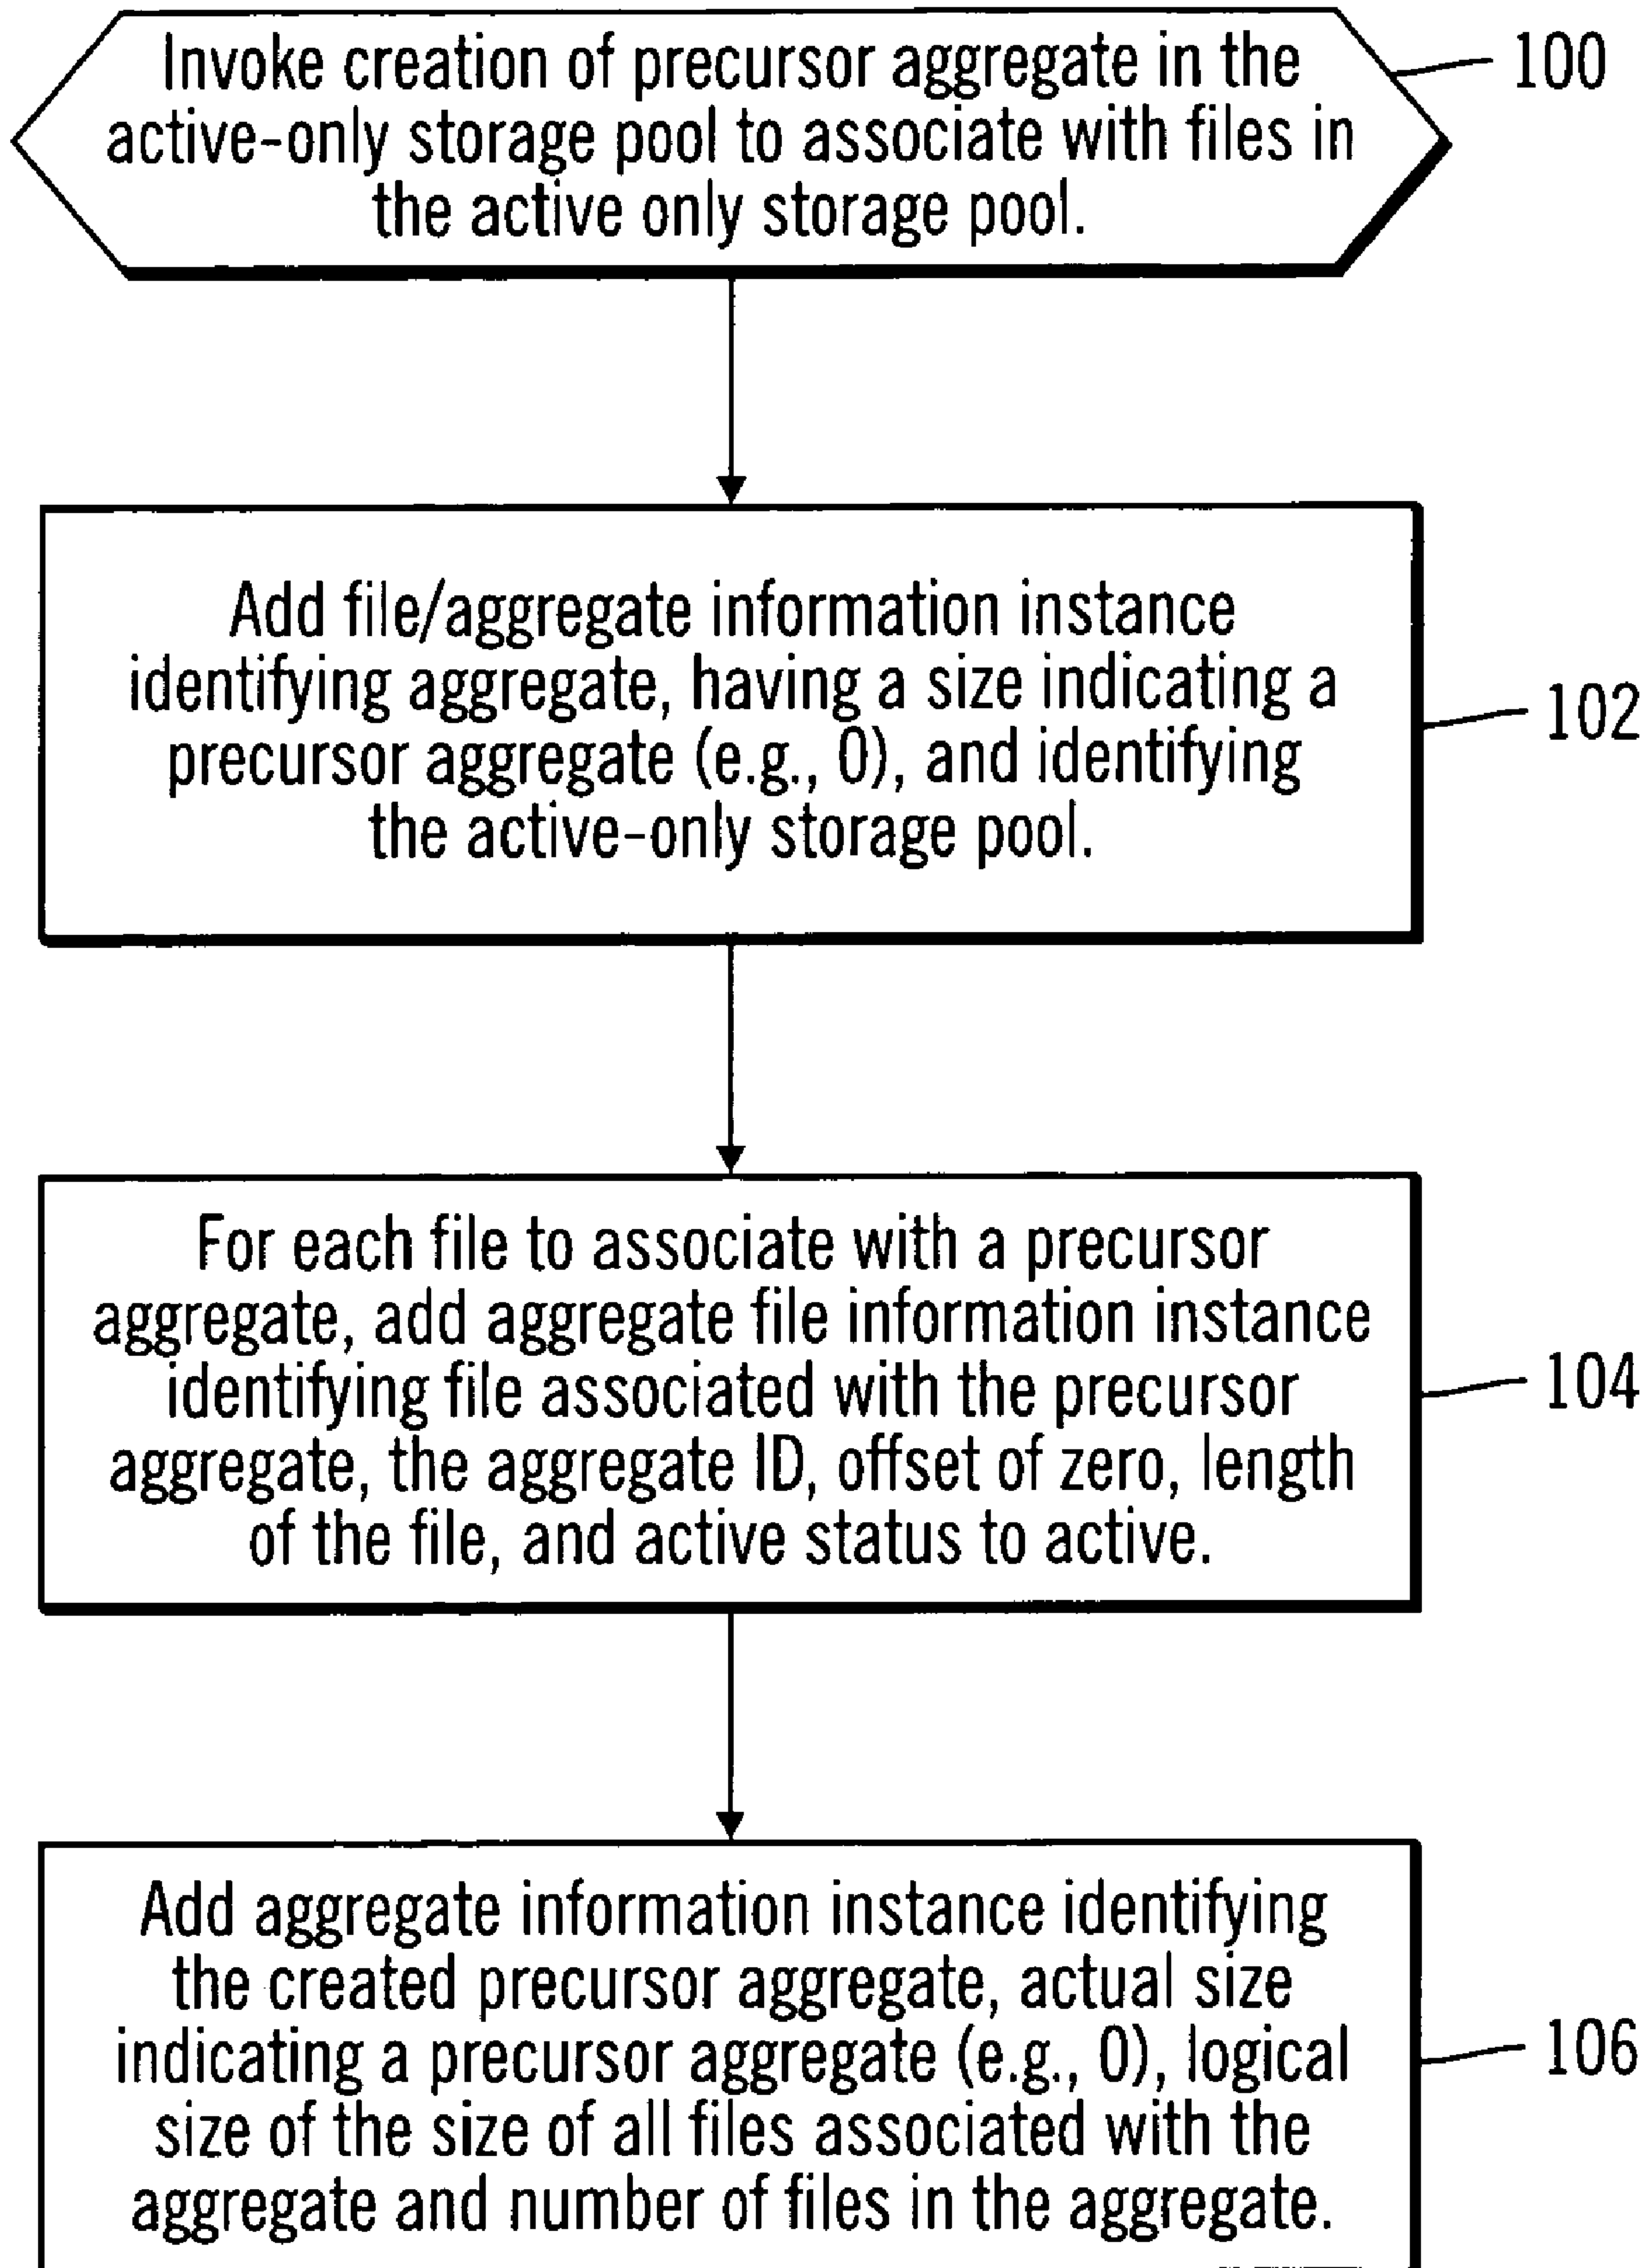 Invoke creation of precursor aggregate in the
active-only storage pool to associate with files in
the active only storage pool.
100
Add file/aggregate information instance
identifying aggregate, having a size indicating a
precursor aggregate (e.g., 0), and identifying
the active-only storage pool.
102
For each file to associate with a precursor
aggregate, add aggregate file information instance
identifying file associated with the precursor
aggregate, the aggregate ID, offset of zero, length
of the file, and active status to active.
104
Add aggregate information instance identifying
the created precursor aggregate, actual size
indicating a precursor aggregate (e.g., 0), logical
size of the size of all files associated with the
aggregate and number of files in the aggregate.
106